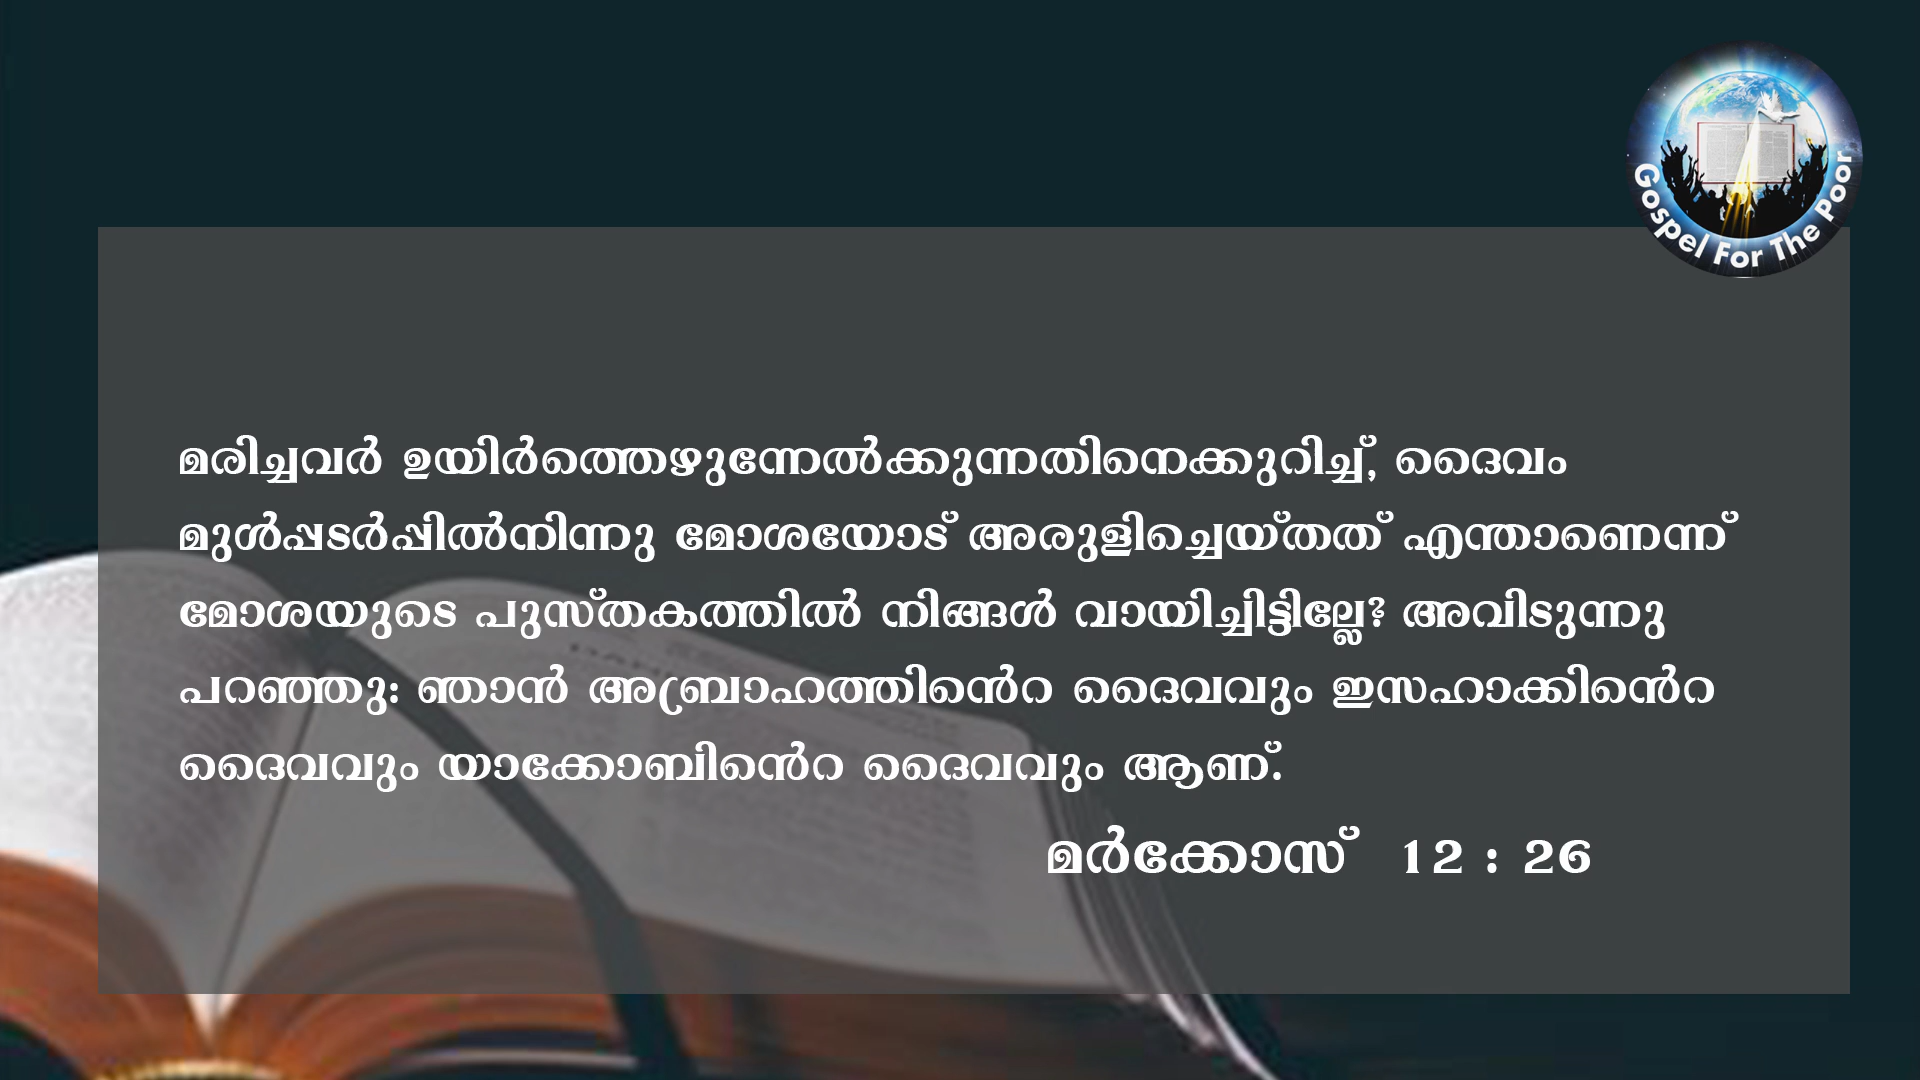 Gospel For The Poor
മരിച്ചവർ ഉയിർത്തെഴുന്നേൽക്കുന്നതിനെക്കുറിച്ച്, ദൈവം
മുൾപ്പടർപ്പിൽനിന്നു മോശയോട് അരുളിച്ചെയ്തത് എന്താണെന്ന്
മോശയുടെ പുസ്തകത്തിൽ നിങ്ങൾ വായിച്ചിട്ടില്ലേ? അവിടുന്നു
പറഞ്ഞു: ഞാൻ അബ്രാഹത്തിൻെറ ദൈവവും ഇസഹാക്കിൻെറ
ദൈവവും യാക്കോബിൻെറ ദൈവവും ആണ്.
മർക്കോസ് 12 : 26